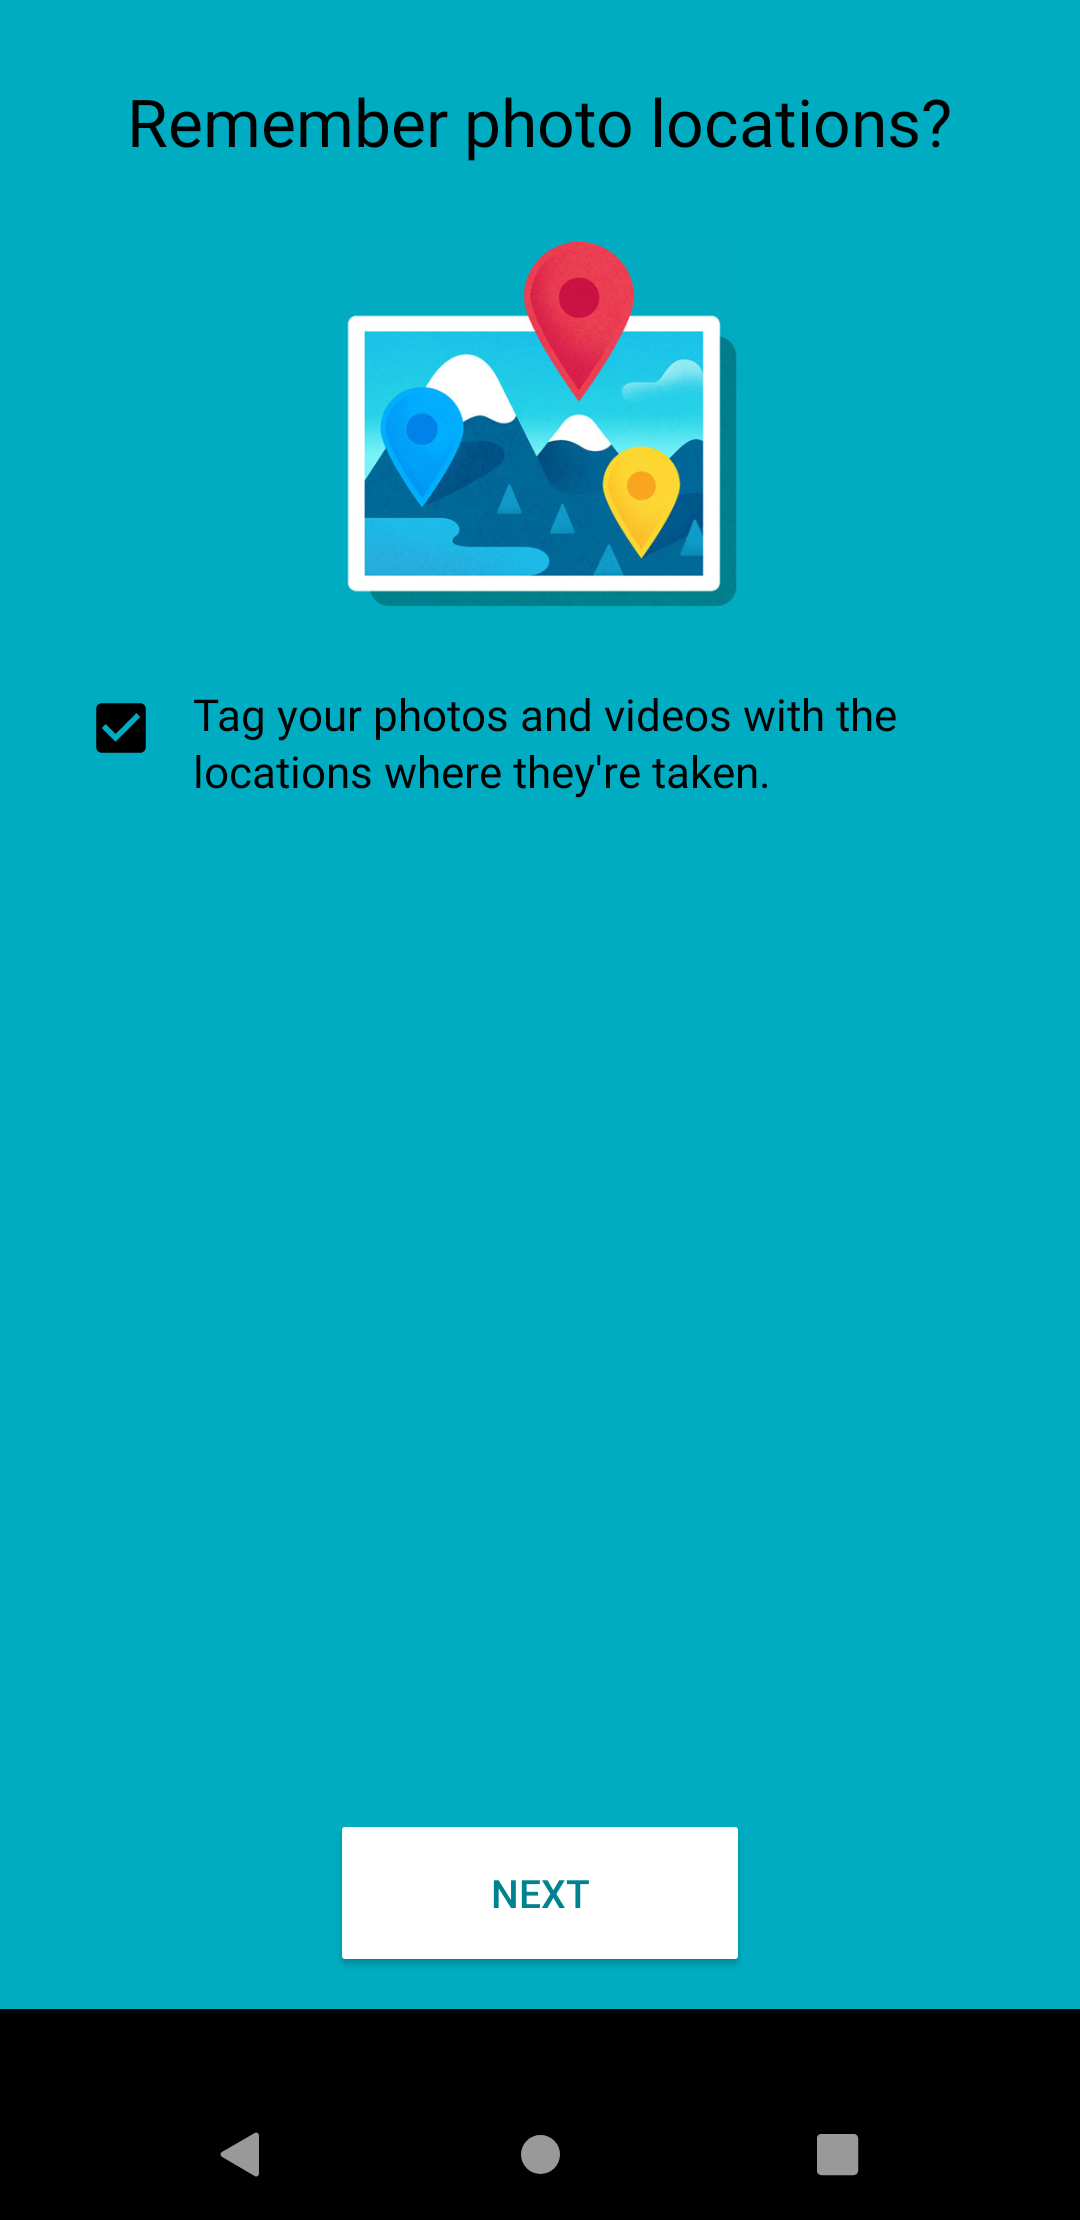 Remember photo locations?
Tag your photos and videos with the
locations where they're taken.
NEXT